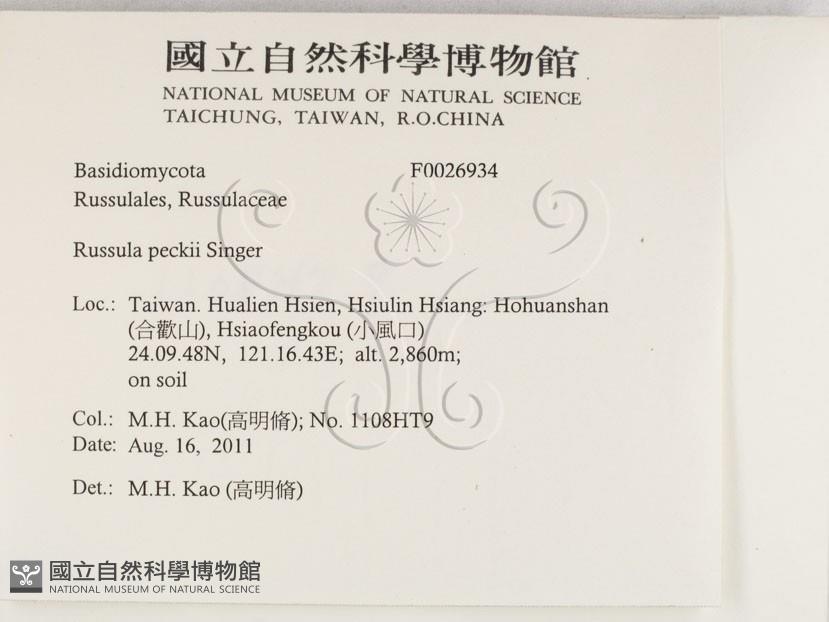 國立自然科學博物館
NATIONAL MUSEUM OF NATURAL SCIENCE
TAICHUNG, TAIWAN, R.O.CHINA
Basidiomycota F0026934
Russulales, Russulaceae
Russula peckii Singer
Loc.: Taiwan. Hualien Hsien, Hsiulin Hsiang: Hohuanshan
(合歡山), Hsiaofengkou (小風口)
24.09.48N, 121.16.43E; alt. 2,860m;
on soil
Col.: M.H. Kao(高明脩); No. 1108HT9
Date: Aug. 16, 2011
Det.: M.H. Kao (高明脩)
國立自然科學博物館
NATIONAL MUSEUM OF NATURAL SCIENCE